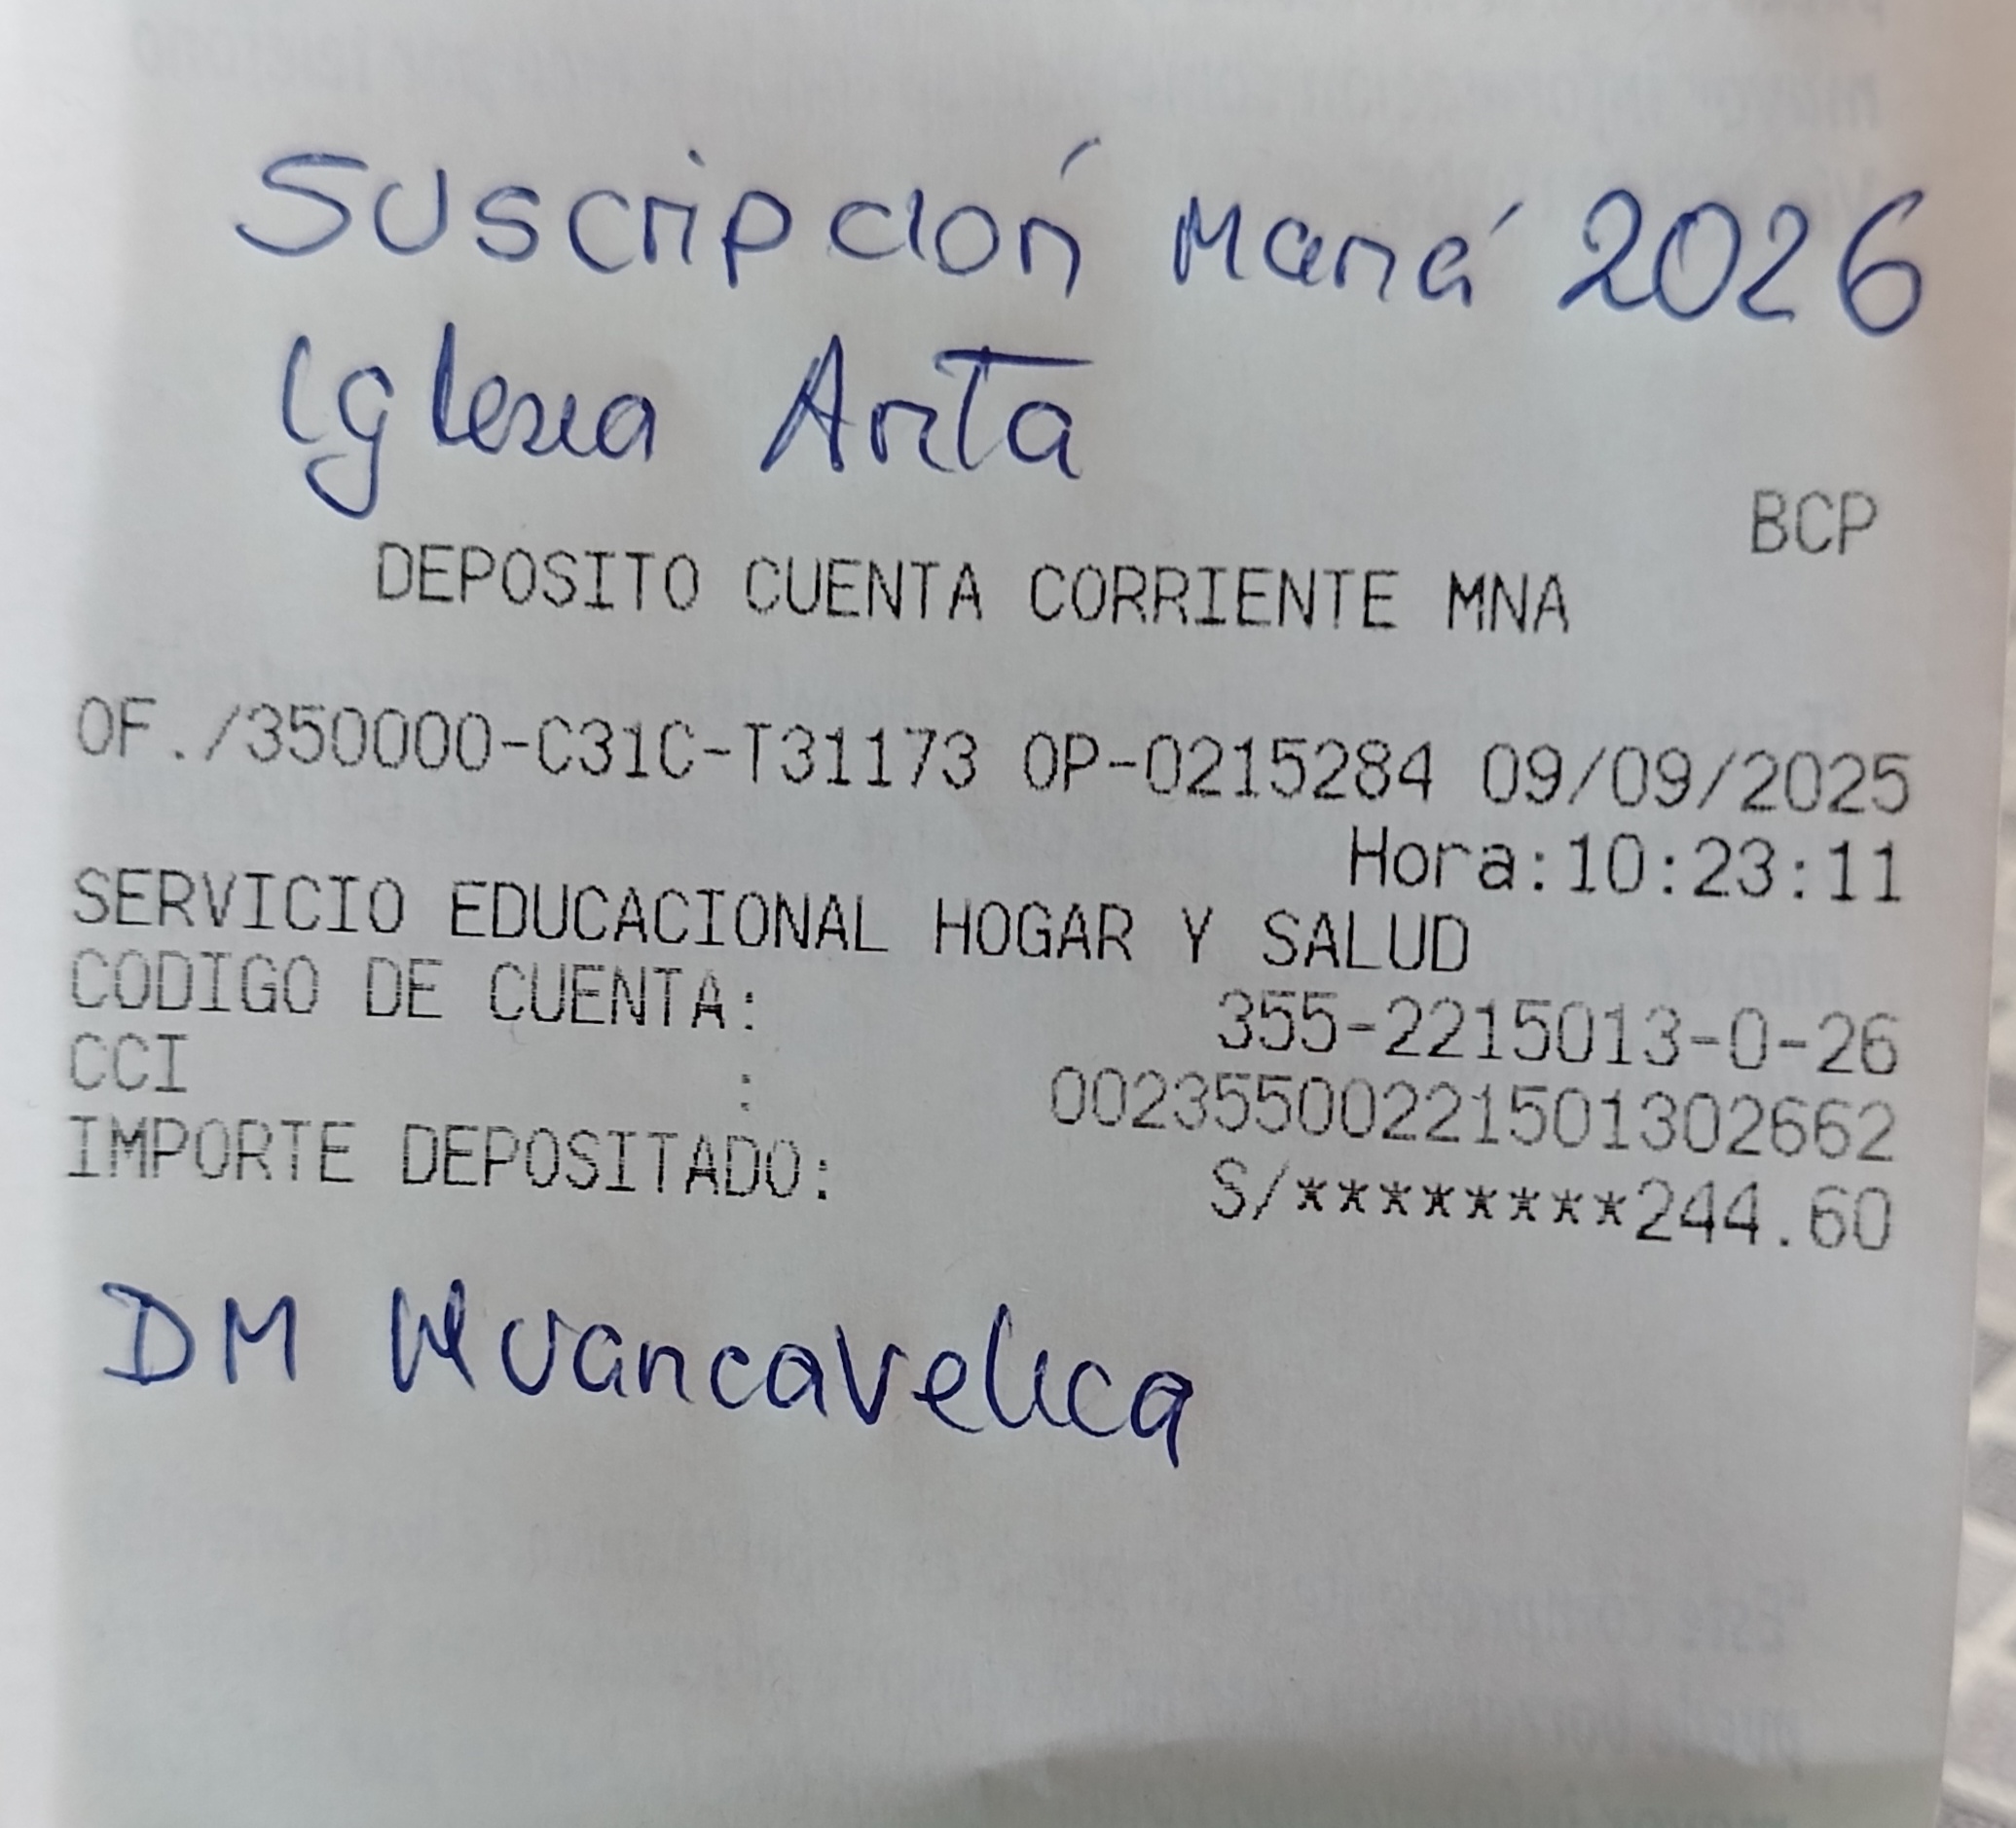 Suscripción Maná 2026
Iglesia Anta
BCP
DEPOSITO CUENTA CORRIENTE MNA
OF./350000-C31C-T31173 OP-0215284 09/09/2025
Hora:10:23:11
SERVICIO EDUCACIONAL HOGAR Y SALUD
CODIGO DE CUENTA: 355-2215013-0-26
CCI : 00235500221501302662
IMPORTE DEPOSITADO: S/********244.60
DM Huancavelica